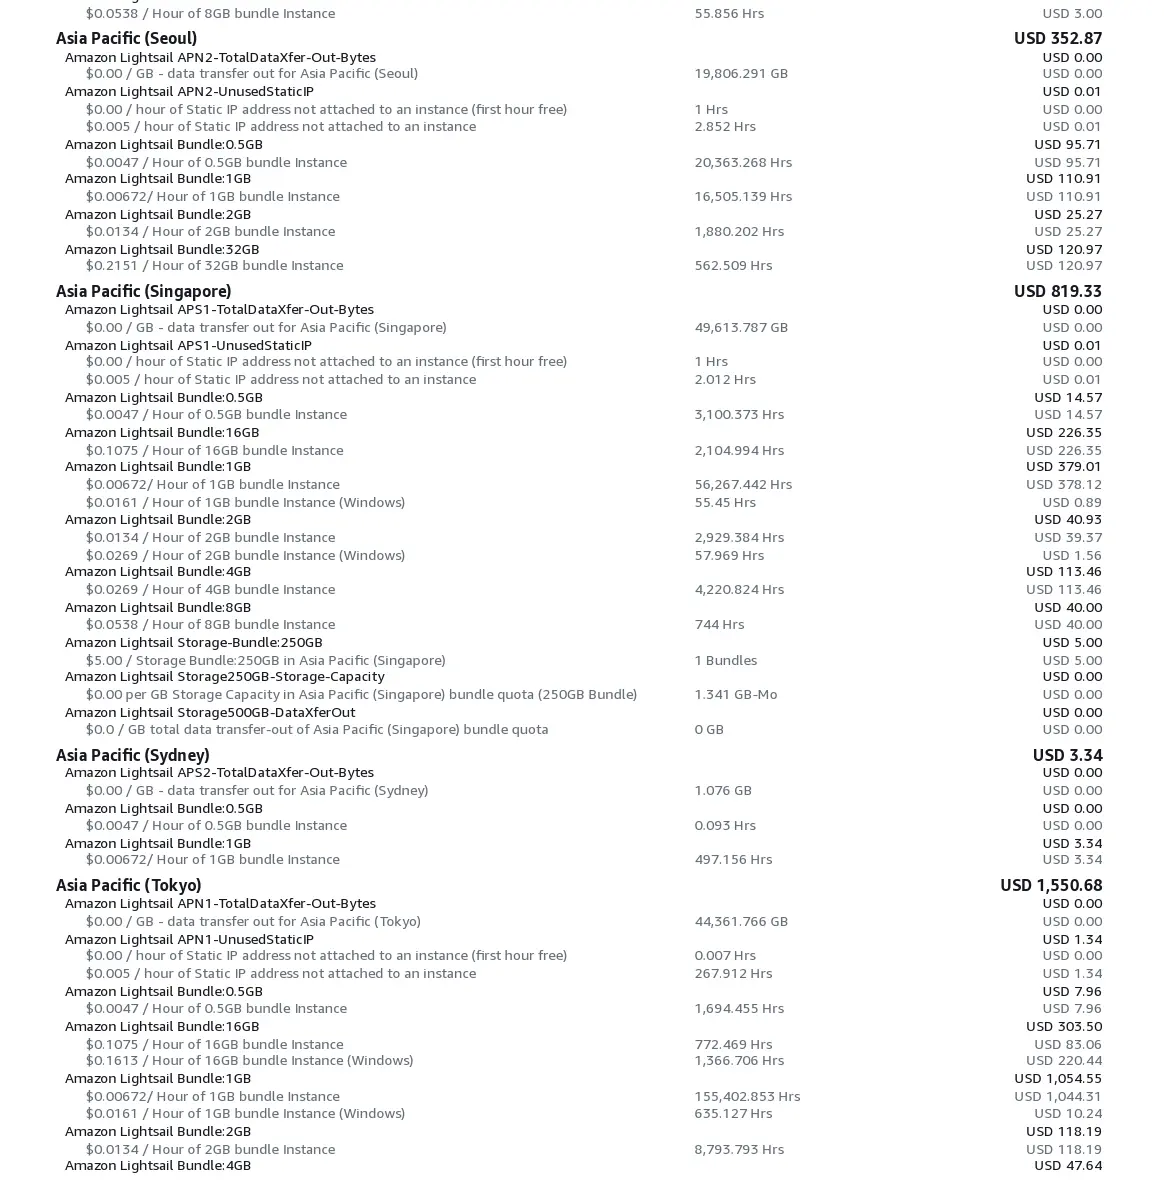 $0.0538 / Hour of 8GB bundle Instance 55.856 Hrs USD 3.00
Asia Pacific (Seoul) USD 352.87
Amazon Lightsail APN2-TotalDataXfer-Out-Bytes USD 0.00
$0.00 / GB - data transfer out for Asia Pacific (Seoul) 19,806.291 GB USD 0.00
Amazon Lightsail APN2-UnusedStaticIP USD 0.01
$0.00 / hour of Static IP address not attached to an instance (first hour free) 1 Hrs USD 0.00
$0.005 / hour of Static IP address not attached to an instance 2.852 Hrs USD 0.01
Amazon Lightsail Bundle:0.5GB USD 95.71
$0.0047 / Hour of 0.5GB bundle Instance 20,363.268 Hrs USD 95.71
Amazon Lightsail Bundle:1GB USD 110.91
$0.00672/ Hour of 1GB bundle Instance 16,505.139 Hrs USD 110.91
Amazon Lightsail Bundle:2GB USD 25.27
$0.0134 / Hour of 2GB bundle Instance 1,880.202 Hrs USD 25.27
Amazon Lightsail Bundle:32GB USD 120.97
$0.2151 / Hour of 32GB bundle Instance 562.509 Hrs USD 120.97
Asia Pacific (Singapore) USD 819.33
Amazon Lightsail APS1-TotalDataXfer-Out-Bytes USD 0.00
$0.00 / GB - data transfer out for Asia Pacific (Singapore) 49,613.787 GB USD 0.00
Amazon Lightsail APS1-UnusedStaticIP USD 0.01
$0.00 / hour of Static IP address not attached to an instance (first hour free) 1 Hrs USD 0.00
$0.005 / hour of Static IP address not attached to an instance 2.012 Hrs USD 0.01
Amazon Lightsail Bundle:0.5GB USD 14.57
$0.0047 / Hour of 0.5GB bundle Instance 3,100.373 Hrs USD 14.57
Amazon Lightsail Bundle:16GB USD 226.35
$0.1075 / Hour of 16GB bundle Instance 2,104.994 Hrs USD 226.35
Amazon Lightsail Bundle:1GB USD 379.01
$0.00672/ Hour of 1GB bundle Instance 56,267.442 Hrs USD 378.12
$0.0161 / Hour of 1GB bundle Instance (Windows) 55.45 Hrs USD 0.89
Amazon Lightsail Bundle:2GB USD 40.93
$0.0134 / Hour of 2GB bundle Instance 2,929.384 Hrs USD 39.37
$0.0269 / Hour of 2GB bundle Instance (Windows) 57.969 Hrs USD 1.56
Amazon Lightsail Bundle:4GB USD 113.46
$0.0269 / Hour of 4GB bundle Instance 4,220.824 Hrs USD 113.46
Amazon Lightsail Bundle:8GB USD 40.00
$0.0538 / Hour of 8GB bundle Instance 744 Hrs USD 40.00
Amazon Lightsail Storage-Bundle:250GB USD 5.00
$5.00 / Storage Bundle:250GB in Asia Pacific (Singapore) 1 Bundles USD 5.00
Amazon Lightsail Storage250GB-Storage-Capacity USD 0.00
$0.00 per GB Storage Capacity in Asia Pacific (Singapore) bundle quota (250GB Bundle) 1.341 GB-Mo USD 0.00
Amazon Lightsail Storage500GB-DataXferOut USD 0.00
$0.0 / GB total data transfer-out of Asia Pacific (Singapore) bundle quota 0 GB USD 0.00
Asia Pacific (Sydney) USD 3.34
Amazon Lightsail APS2-TotalDataXfer-Out-Bytes USD 0.00
$0.00 / GB - data transfer out for Asia Pacific (Sydney) 1.076 GB USD 0.00
Amazon Lightsail Bundle:0.5GB USD 0.00
$0.0047 / Hour of 0.5GB bundle Instance 0.093 Hrs USD 0.00
Amazon Lightsail Bundle:1GB USD 3.34
$0.00672/ Hour of 1GB bundle Instance 497.156 Hrs USD 3.34
Asia Pacific (Tokyo) USD 1,550.68
Amazon Lightsail APN1-TotalDataXfer-Out-Bytes USD 0.00
$0.00 / GB - data transfer out for Asia Pacific (Tokyo) 44,361.766 GB USD 0.00
Amazon Lightsail APN1-UnusedStaticIP USD 1.34
$0.00 / hour of Static IP address not attached to an instance (first hour free) 0.007 Hrs USD 0.00
$0.005 / hour of Static IP address not attached to an instance 267.912 Hrs USD 1.34
Amazon Lightsail Bundle:0.5GB USD 7.96
$0.0047 / Hour of 0.5GB bundle Instance 1,694.455 Hrs USD 7.96
Amazon Lightsail Bundle:16GB USD 303.50
$0.1075 / Hour of 16GB bundle Instance 772.469 Hrs USD 83.06
$0.1613 / Hour of 16GB bundle Instance (Windows) 1,366.706 Hrs USD 220.44
Amazon Lightsail Bundle:1GB USD 1,054.55
$0.00672/ Hour of 1GB bundle Instance 155,402.853 Hrs USD 1,044.31
$0.0161 / Hour of 1GB bundle Instance (Windows) 635.127 Hrs USD 10.24
Amazon Lightsail Bundle:2GB USD 118.19
$0.0134 / Hour of 2GB bundle Instance 8,793.793 Hrs USD 118.19
Amazon Lightsail Bundle:4GB USD 47.64